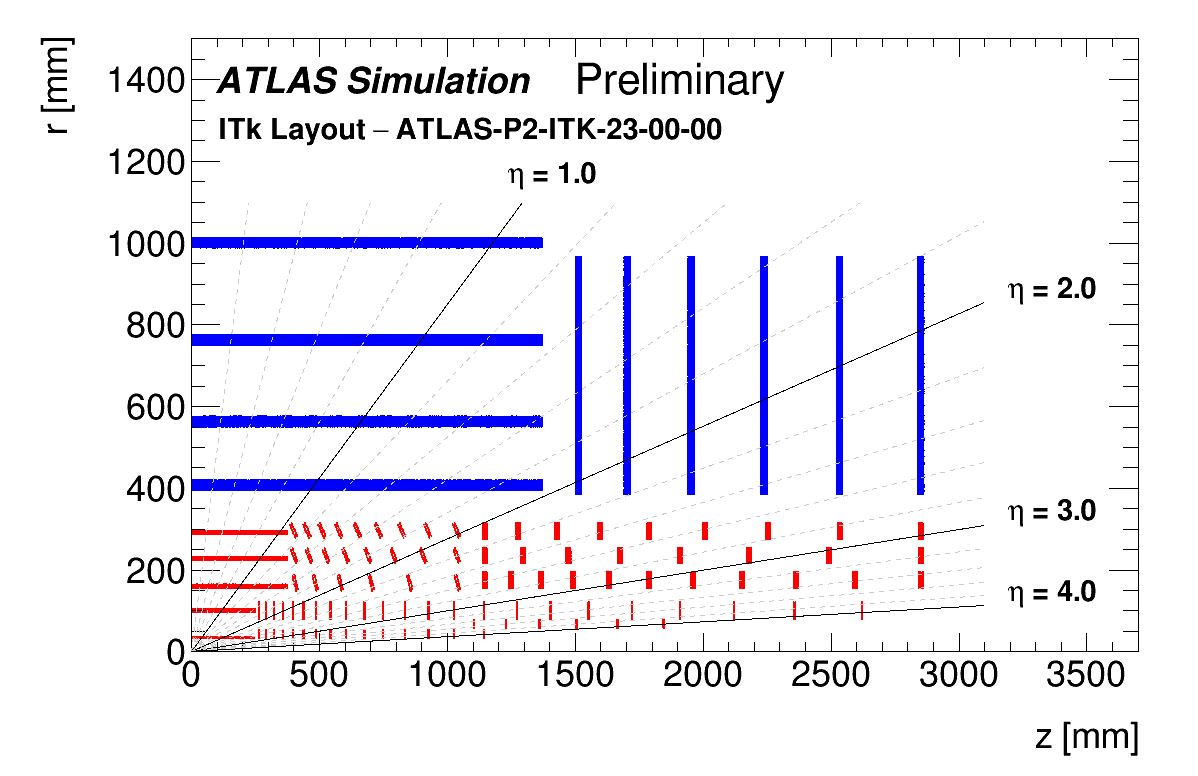 r [mm]
ATLAS Simulation Preliminary
ITk Layout – ATLAS-P2-ITK-23-00-00
η = 1.0
η = 2.0
η = 3.0
η = 4.0
1400
1200
1000
800
600
400
200
0
0 500 1000 1500 2000 2500 3000 3500
z [mm]